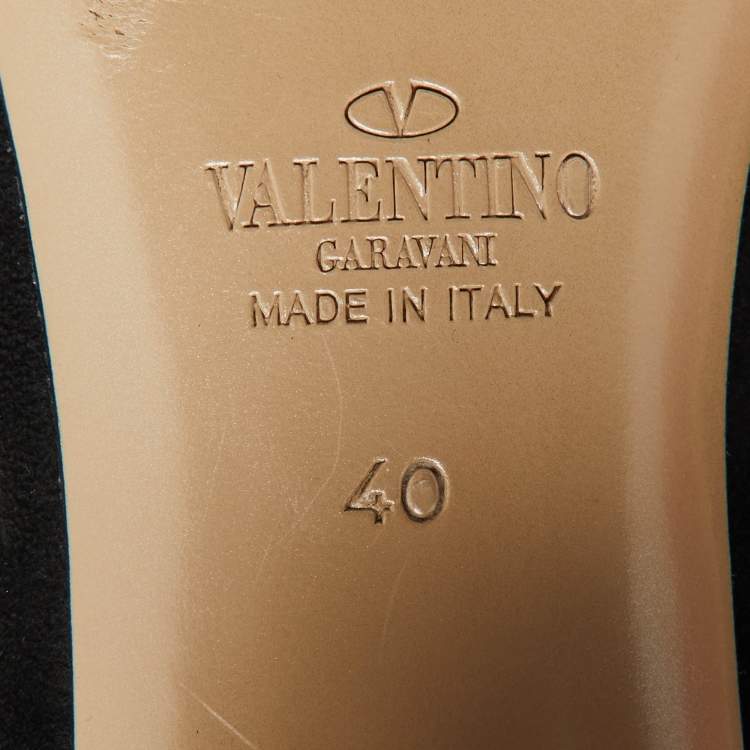 V
VALENTINO
GARAVANI
MADE IN ITALY
40